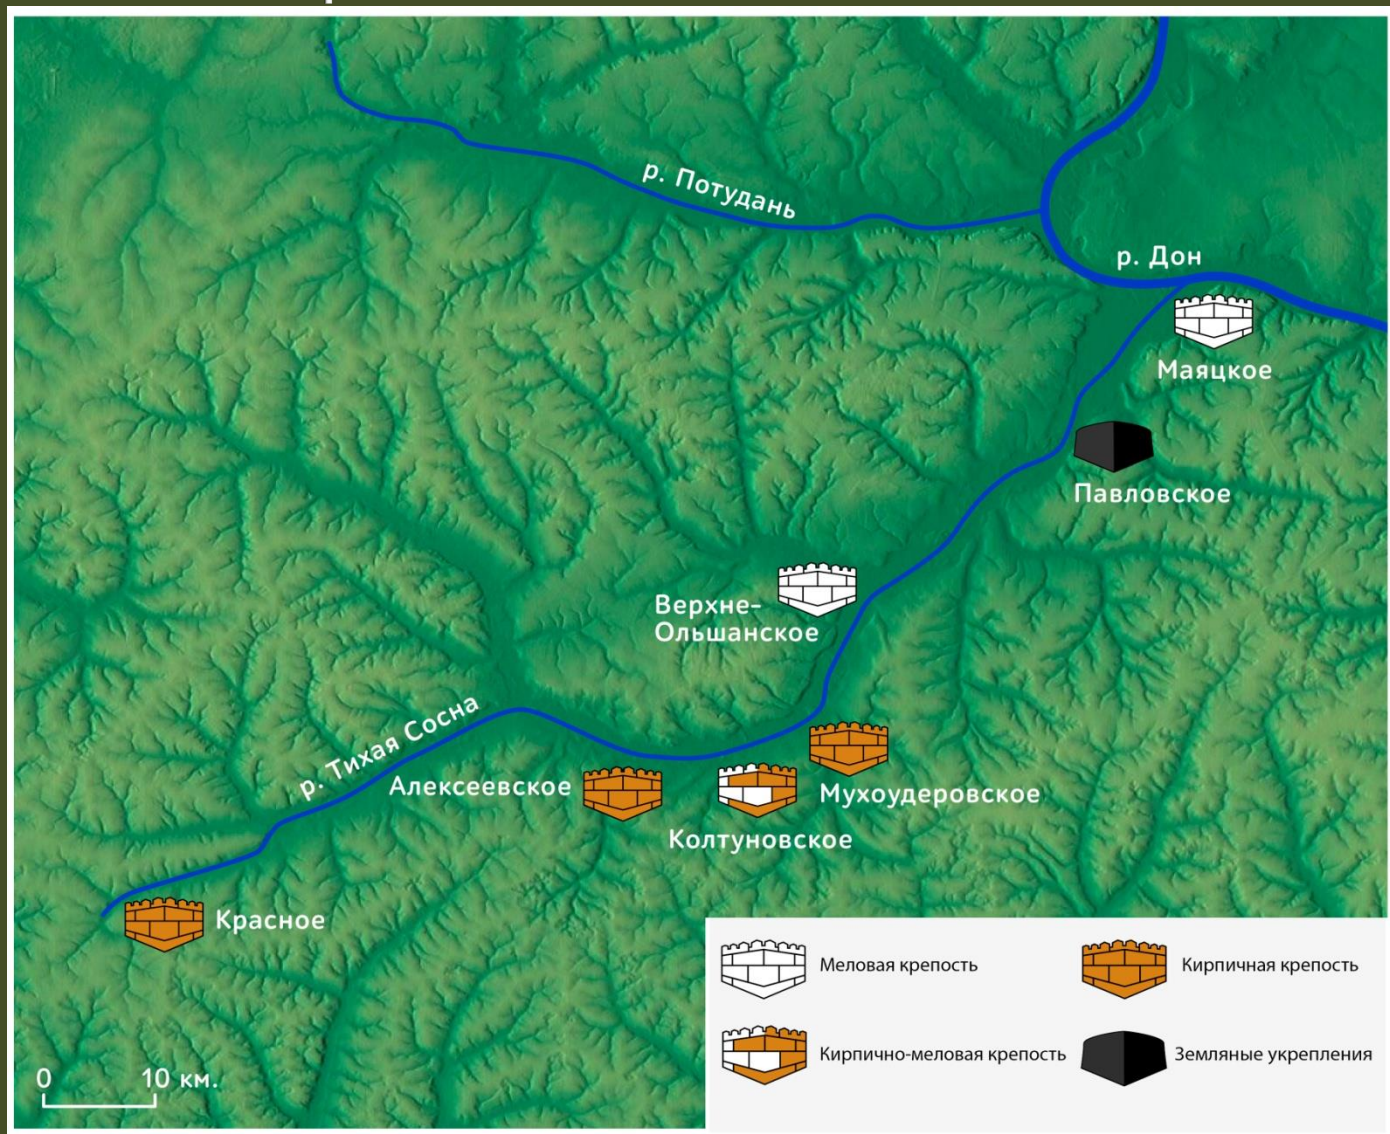 р. Потудань
р. Дон
Маяцкое
Павловское
Верхне-
Ольшанское
р. Тихая Сосна
Алексеевское
Мухоудеровское
Колтуновское
Красное
Меловая крепость
Кирпичная крепость
Кирпично-меловая крепость
Земляные укрепления
0
10 км.